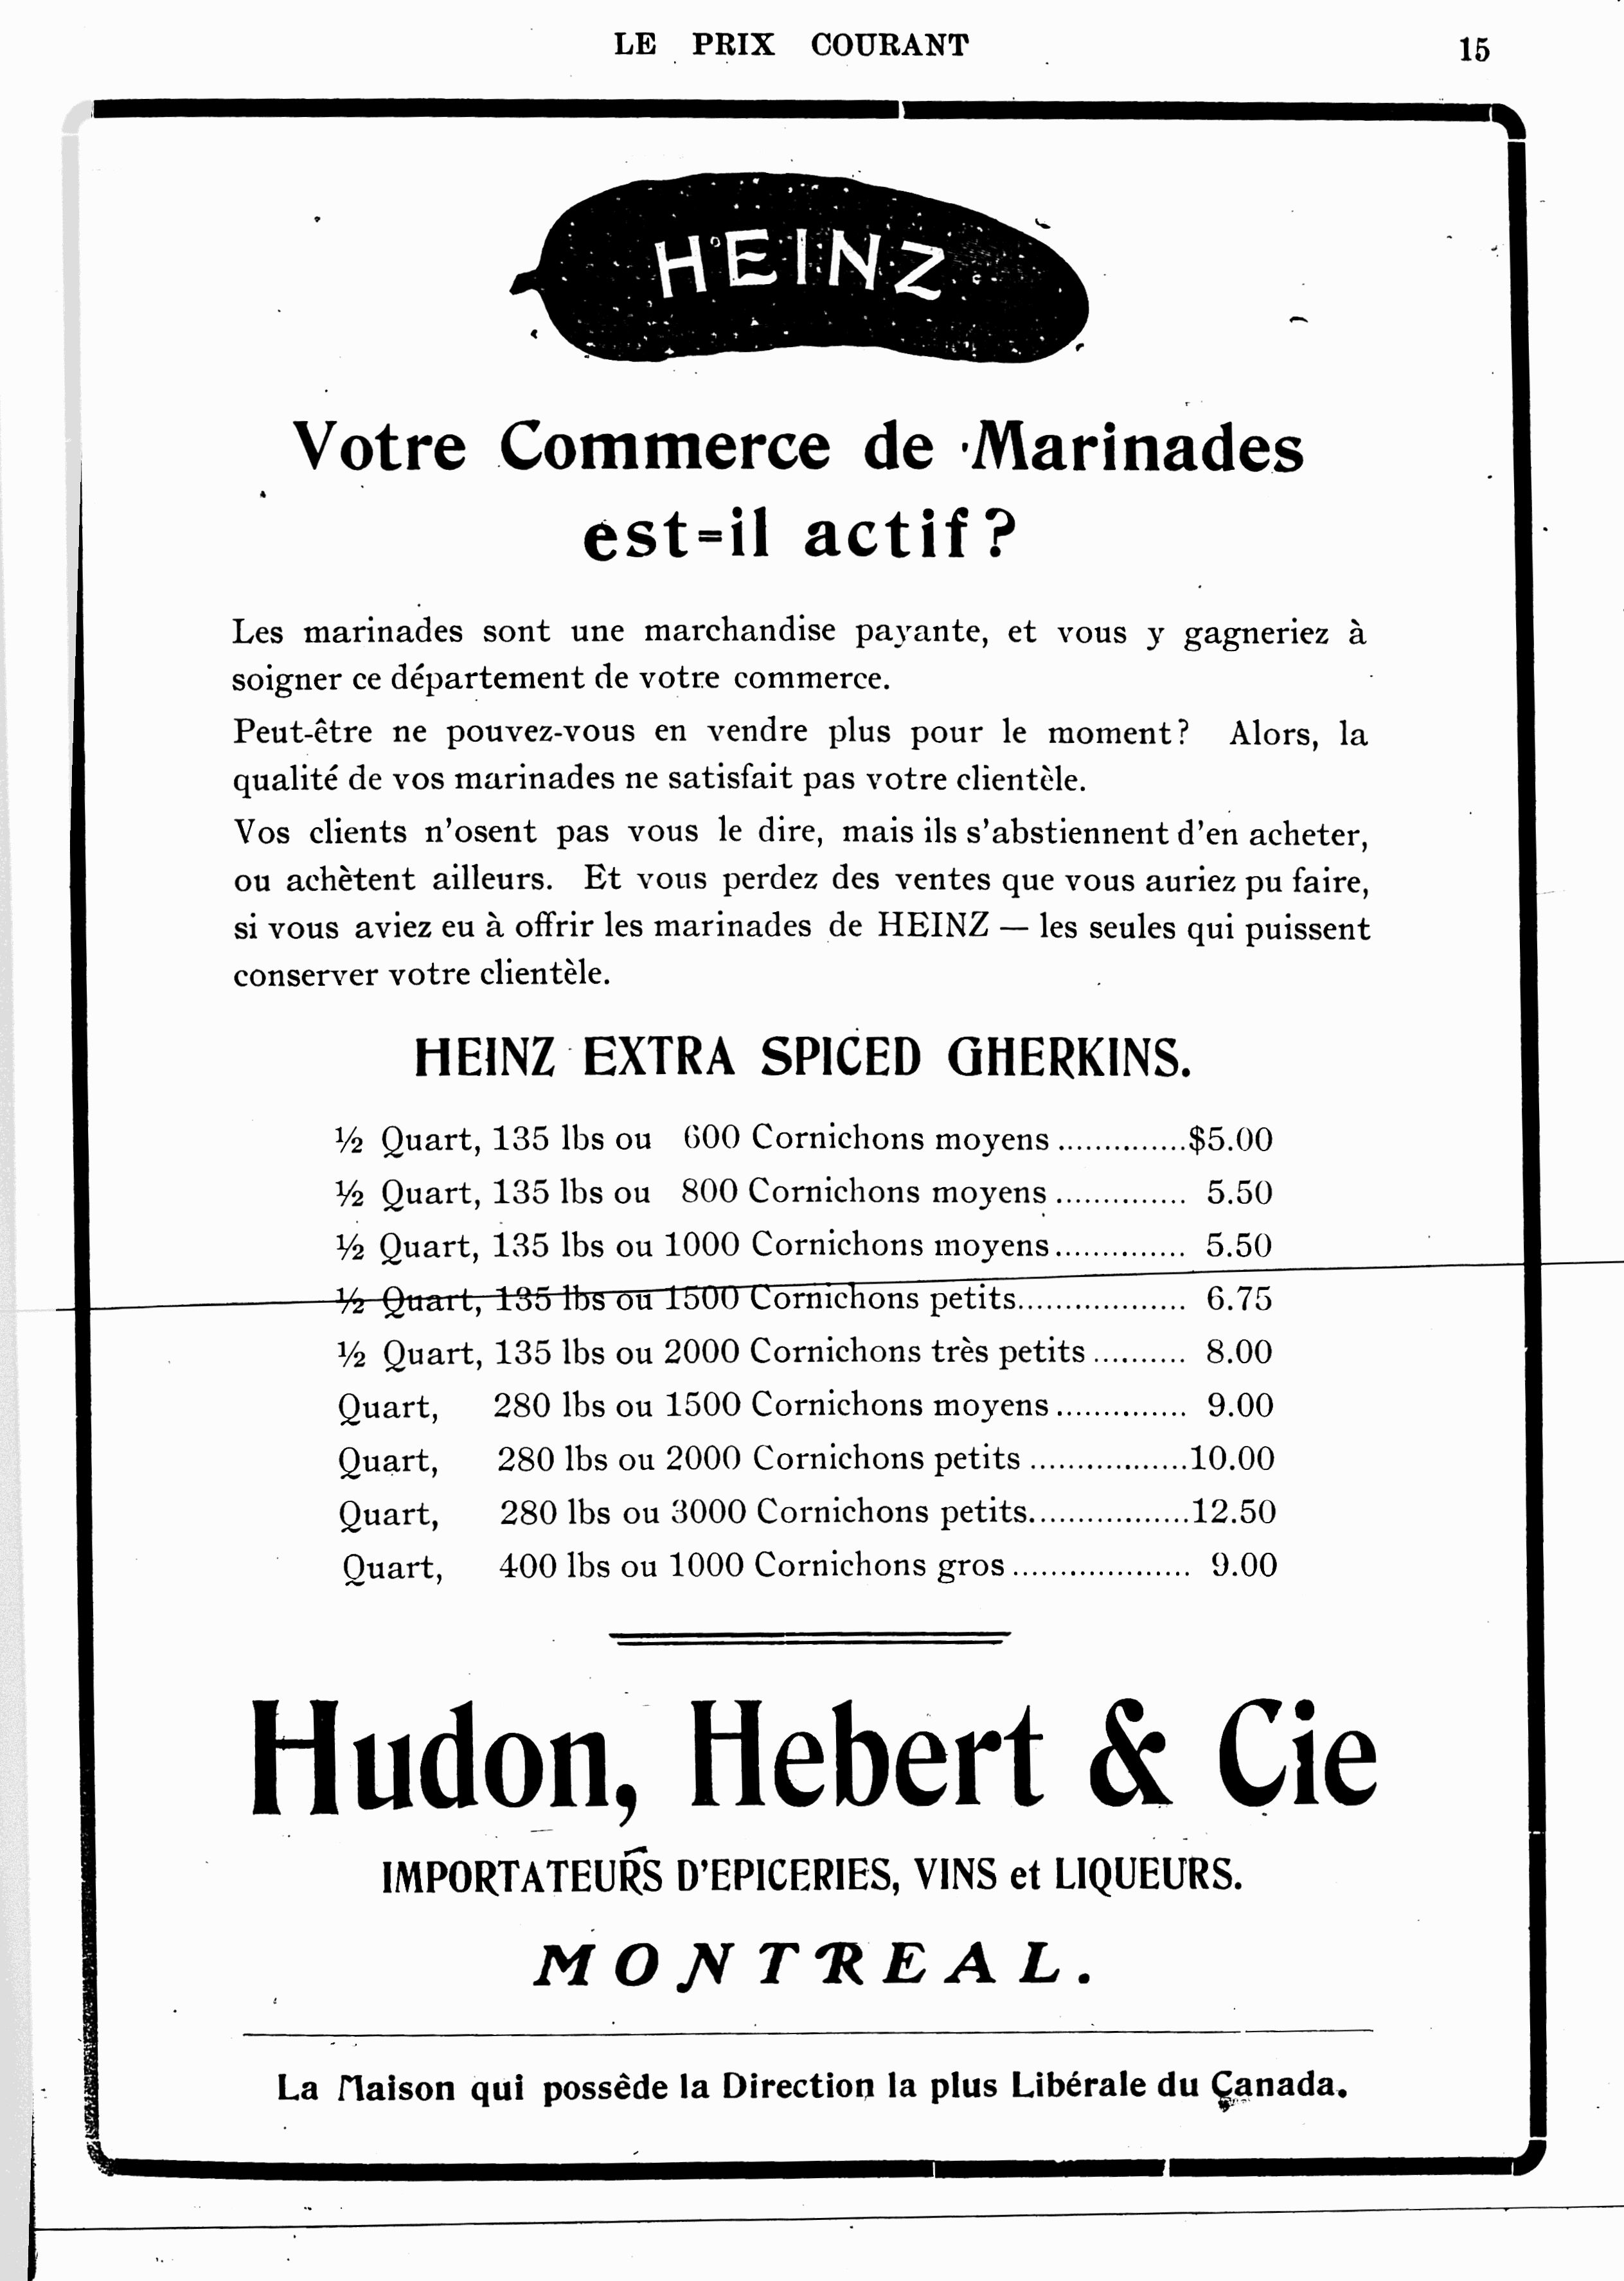 LE PRIX COURANT
15
HEINZ
Votre Commerce de Marinades
est=il actif?
Les marinades sont une marchandise payante, et vous y gagneriez à
soigner ce département de votre commerce.
Peut-être ne pouvez-vous en vendre plus pour le moment? Alors, la
qualité de vos marinades ne satisfait pas votre clientèle.
Vos clients n'osent pas vous le dire, mais ils s'abstiennent d'en acheter,
ou achètent ailleurs. Et vous perdez des ventes que vous auriez pu faire,
si vous aviez eu à offrir les marinades de HEINZ — les seules qui puissent
conserver votre clientèle.
HEINZ EXTRA SPICED GHERKINS.
½ Quart, 135 lbs ou 600 Cornichons moyens ..............$5.00
½ Quart, 135 lbs ou 800 Cornichons moyens .............. 5.50
½ Quart, 135 lbs ou 1000 Cornichons moyens.............. 5.50
½ Quart, 135 lbs ou 1500 Cornichons petits.................. 6.75
½ Quart, 135 lbs ou 2000 Cornichons très petits .......... 8.00
Quart, 280 lbs ou 1500 Cornichons moyens .............. 9.00
Quart, 280 lbs ou 2000 Cornichons petits .................10.00
Quart, 280 lbs ou 3000 Cornichons petits.................12.50
Quart, 400 lbs ou 1000 Cornichons gros ................... 9.00
Hudon, Hebert & Cie
IMPORTATEURS D'EPICERIES, VINS et LIQUEURS.
MONTREAL.
La Maison qui possède la Direction la plus Libérale du Canada.